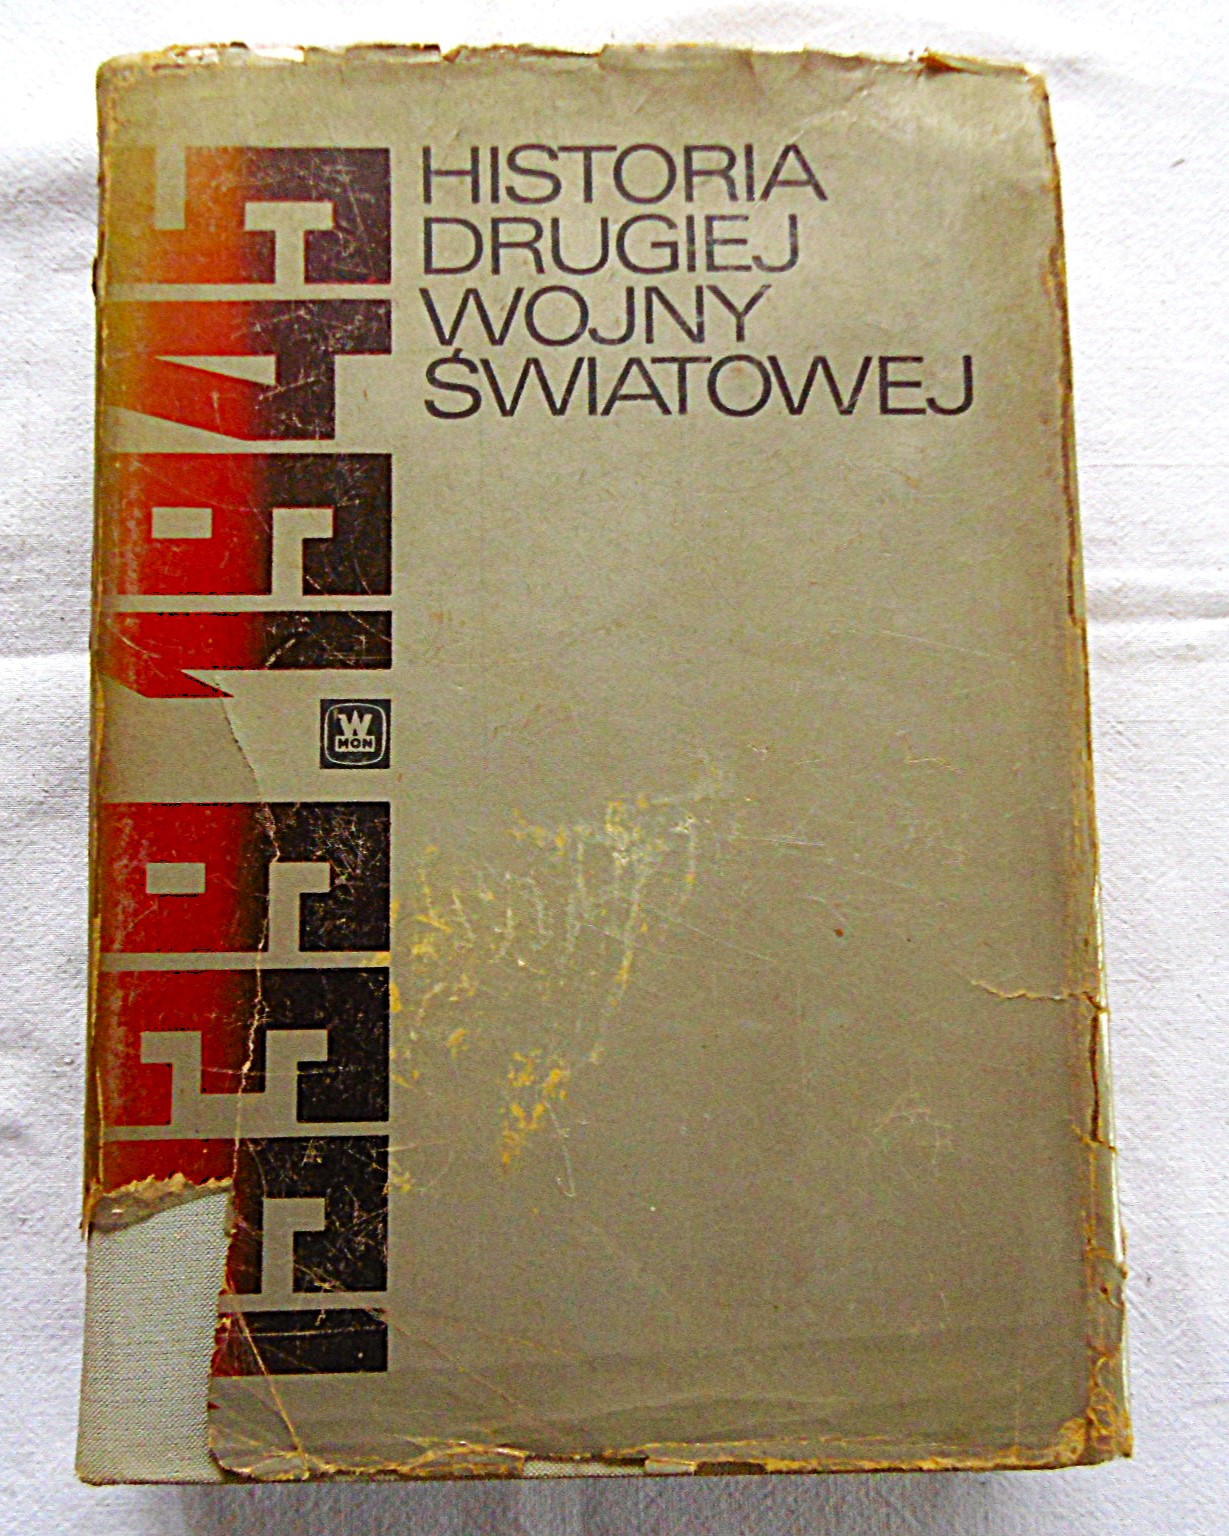 HISTORIA
DRUGIEJ
WOJNY
ŚWIATOWEJ
1939 1945
W
MON